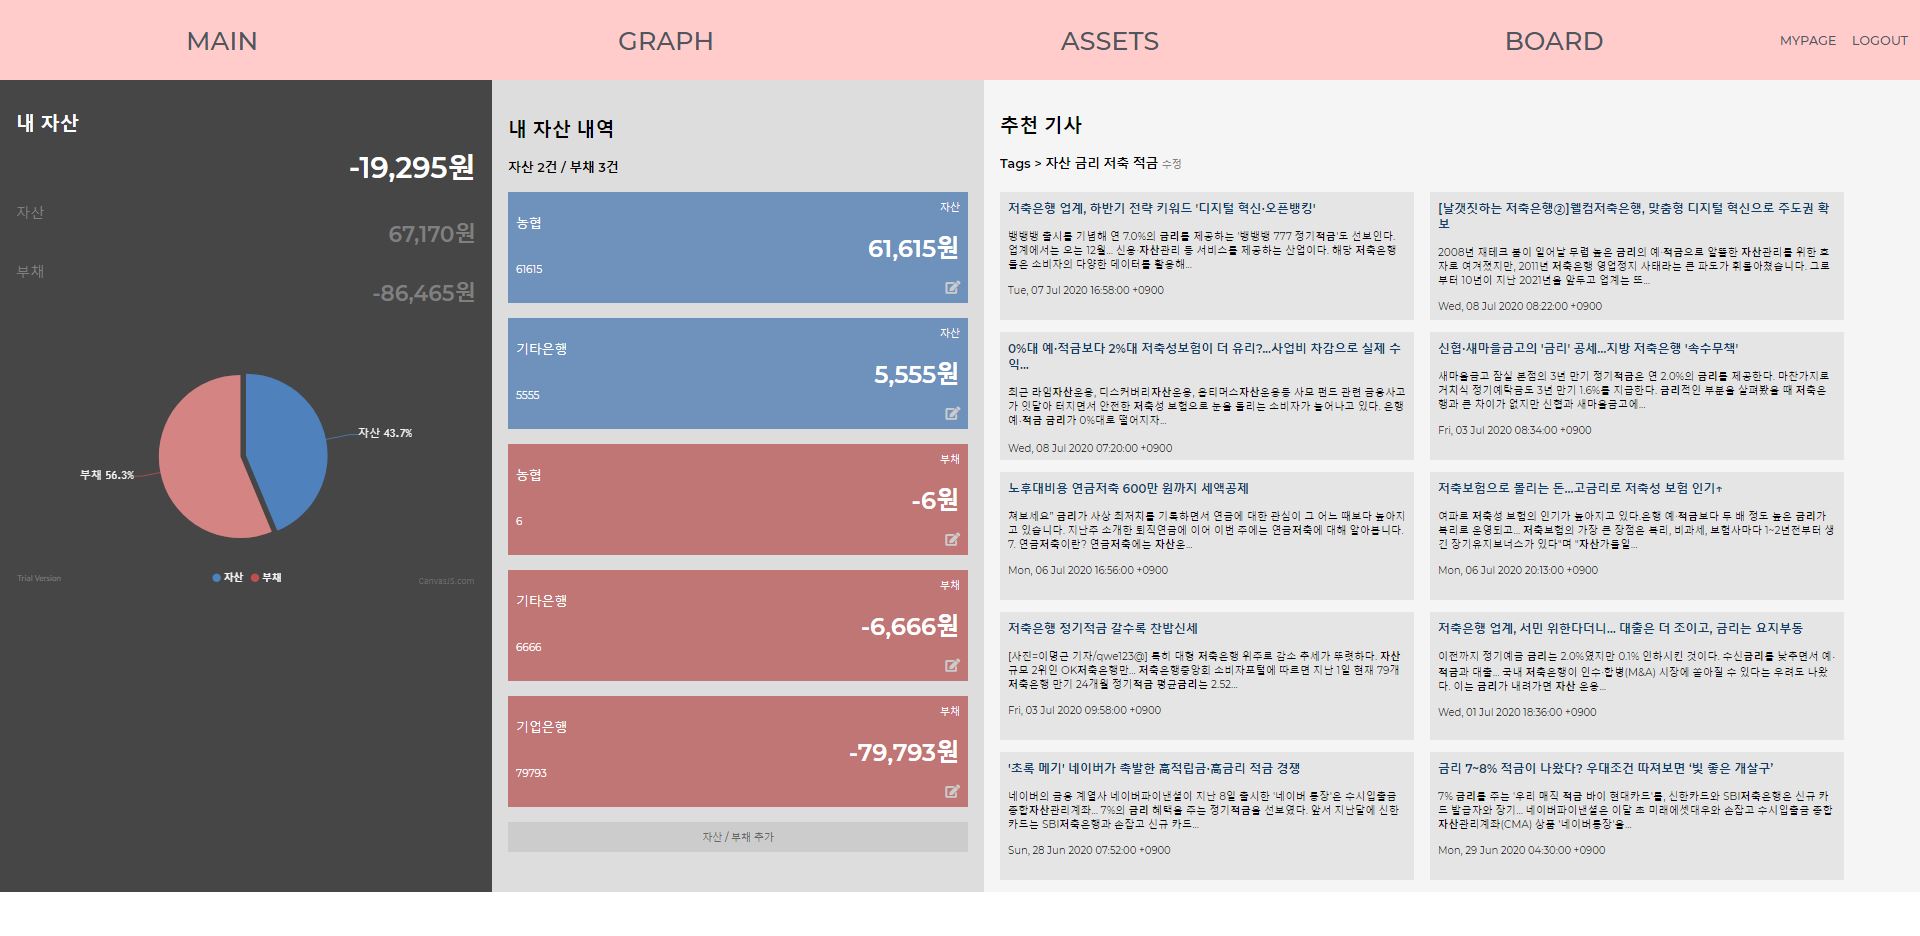 MAIN
GRAPH
ASSETS
BOARD
MYPAGE
LOGOUT
내 자산
-19,295원
자산
67,170원
부채
-86,465원
자산 43.7%
부채 56.3%
Trial Version
자산
부채
CanvasJS.com
내 자산 내역
자산 2건 / 부채 3건
자산
농협
61,615원
61615
자산
기타은행
5,555원
5555
부채
농협
-6원
6
부채
기타은행
-6,666원
6666
부채
기업은행
-79,793원
79793
자산 / 부채 추가
추천 기사
Tags > 자산 금리 저축 적금 수정
저축은행 업계, 하반기 전략 키워드 '디지털 혁신·오픈뱅킹'
뱅뱅뱅 출시를 기념해 연 7.0%의 금리를 제공하는 '뱅뱅뱅 777 정기적금'도 선보인다.
업계에서는 오는 12월... 신용·자산관리 등 서비스를 제공하는 산업이다. 해당 저축은행
들은 소비자의 다양한 데이터를 활용해...
Tue, 07 Jul 2020 16:58:00 +0900
[날갯짓하는 저축은행②]웰컴저축은행, 맞춤형 디지털 혁신으로 주도권 확
보
2008년 재테크 붐이 일어날 무렵 높은 금리의 예·적금으로 알뜰한 자산관리를 위한 효
자로 여겨졌지만, 2011년 저축은행 영업정지 사태라는 큰 파도가 휘몰아쳤습니다. 그로
부터 10년이 지난 2021년을 앞두고 업계는 또...
Wed, 08 Jul 2020 08:22:00 +0900
0%대 예·적금보다 2%대 저축성보험이 더 유리?...사업비 차감으로 실제 수
익...
최근 라임자산운용, 디스커버리자산운용, 옵티머스자산운용등 사모 펀드 관련 금융사고
가 잇달아 터지면서 안전한 저축성 보험으로 눈을 돌리는 소비자가 늘어나고 있다. 은행
예·적금 금리가 0%대로 떨어지자...
Wed, 08 Jul 2020 07:20:00 +0900
신협·새마을금고의 '금리' 공세...지방 저축은행 '속수무책'
새마을금고 잠실 본점의 3년 만기 정기적금은 연 2.0%의 금리를 제공한다. 마찬가지로
거치식 정기예탁금도 3년 만기 1.6%를 지급한다. 금리적인 부분을 살펴봤을 때 저축은
행과 큰 차이가 없지만 신협과 새마을금고에...
Fri, 03 Jul 2020 08:34:00 +0900
노후대비용 연금저축 600만 원까지 세액공제
쳐보세요” 금리가 사상 최저치를 기록하면서 연금에 대한 관심이 그 어느 때보다 높아지
고 있습니다. 지난주 소개한 퇴직연금에 이어 이번 주에는 연금저축에 대해 알아봅니다.
7. 연금저축이란? 연금저축에는 자산운...
Mon, 06 Jul 2020 16:56:00 +0900
저축보험으로 몰리는 돈...고금리로 저축성 보험 인기↑
여파로 저축성 보험의 인기가 높아지고 있다.은행 예·적금보다 두 배 정도 높은 금리가
복리로 운영되고... 저축보험의 가장 큰 장점은 복리, 비과세, 보험사마다 1~2년전부터 생
긴 장기유지보너스가 있다"며 "자산가들일...
Mon, 06 Jul 2020 20:13:00 +0900
저축은행 정기적금 갈수록 찬밥신세
[사진=이명근 기자/qwe123@] 특히 대형 저축은행 위주로 감소 추세가 뚜렷하다. 자산
규모 2위인 OK저축은행만... 저축은행중앙회 소비자포털에 따르면 지난 1일 현재 79개
저축은행 만기 24개월 정기적금 평균금리는 2.52...
Fri, 03 Jul 2020 09:58:00 +0900
저축은행 업계, 서민 위한다더니... 대출은 더 조이고, 금리는 요지부동
이전까지 정기예금 금리는 2.0%였지만 0.1% 인하시킨 것이다. 수신금리를 낮추면서 예·
적금과 대출... 국내 저축은행이 인수·합병(M&A) 시장에 쏟아질 수 있다는 우려도 나왔
다. 이는 금리가 내려가면 자산 운용...
Wed, 01 Jul 2020 18:36:00 +0900
'초록 메기' 네이버가 촉발한 高적립금·高금리 적금 경쟁
네이버의 금융 계열사 네이버파이낸셜이 지난 8일 출시한 '네이버 통장'은 수시입출금
종합자산관리계좌... 7%의 금리 혜택을 주는 정기적금을 선보였다. 앞서 지난달에 신한
카드는 SBI저축은행과 손잡고 신규 카드...
Sun, 28 Jun 2020 07:52:00 +0900
금리 7~8% 적금이 나왔다? 우대조건 따져보면 ‘빛 좋은 개살구’
7% 금리를 주는 '우리 매직 적금 바이 현대카드'를, 신한카드와 SBI저축은행은 신규 카
드 발급자와 장기... 네이버파이낸셜은 이달 초 미래에셋대우와 손잡고 수시입출금 종합
자산관리계좌(CMA) 상품 '네이버통장'을...
Mon, 29 Jun 2020 04:30:00 +0900